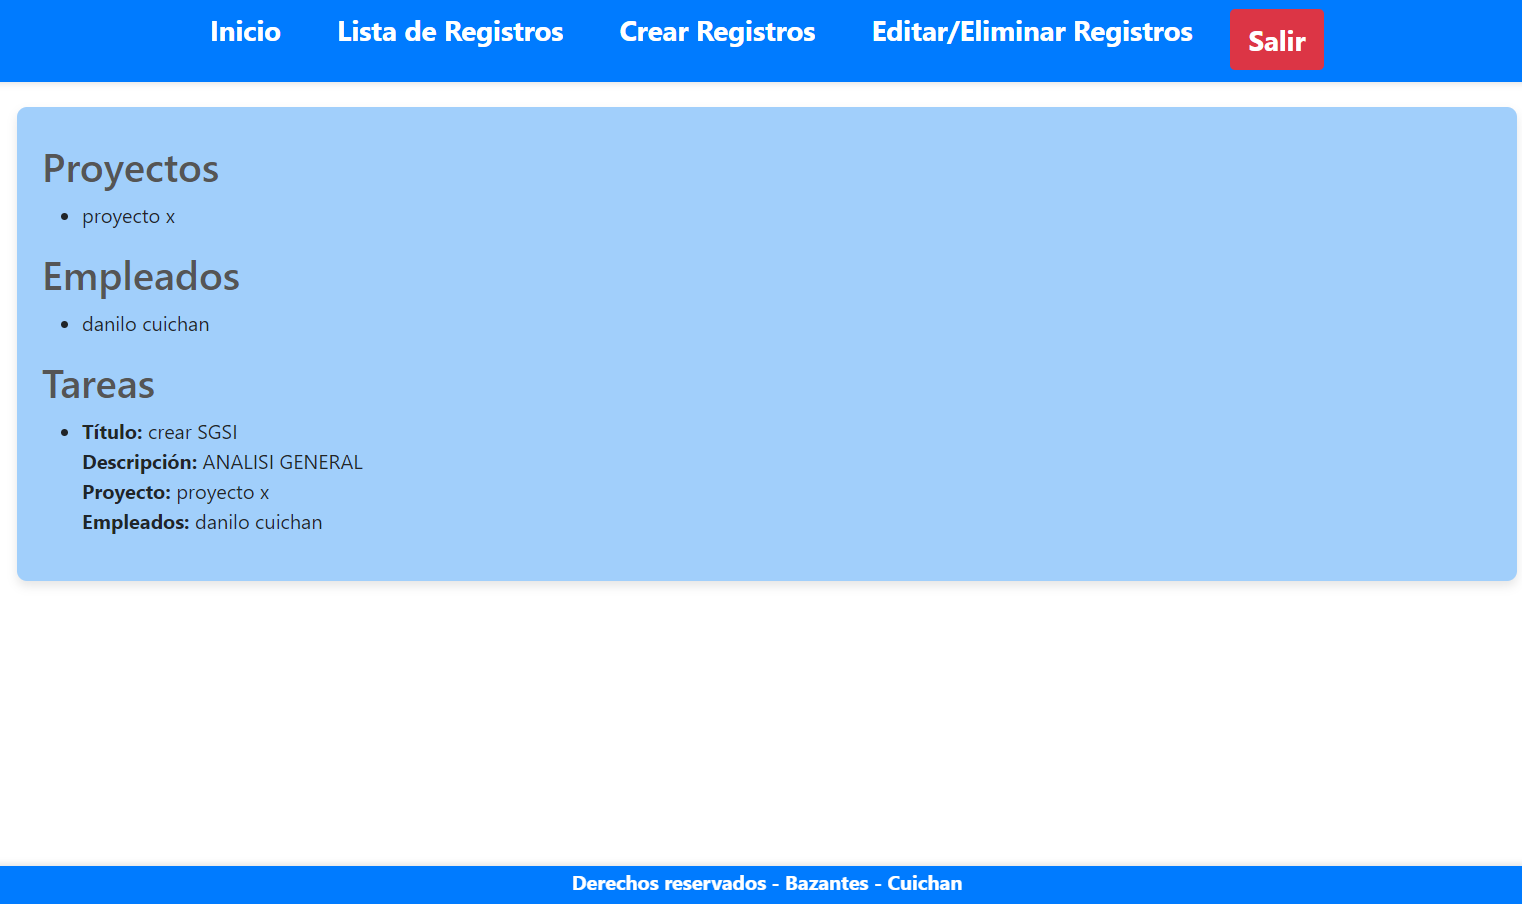 Inicio Lista de Registros Crear Registros Editar/Eliminar Registros Salir
Proyectos
proyecto x
Empleados
danilo cuichan
Tareas
Título: crear SGSI
Descripción: ANALISI GENERAL
Proyecto: proyecto x
Empleados: danilo cuichan
Derechos reservados - Bazantes - Cuichan